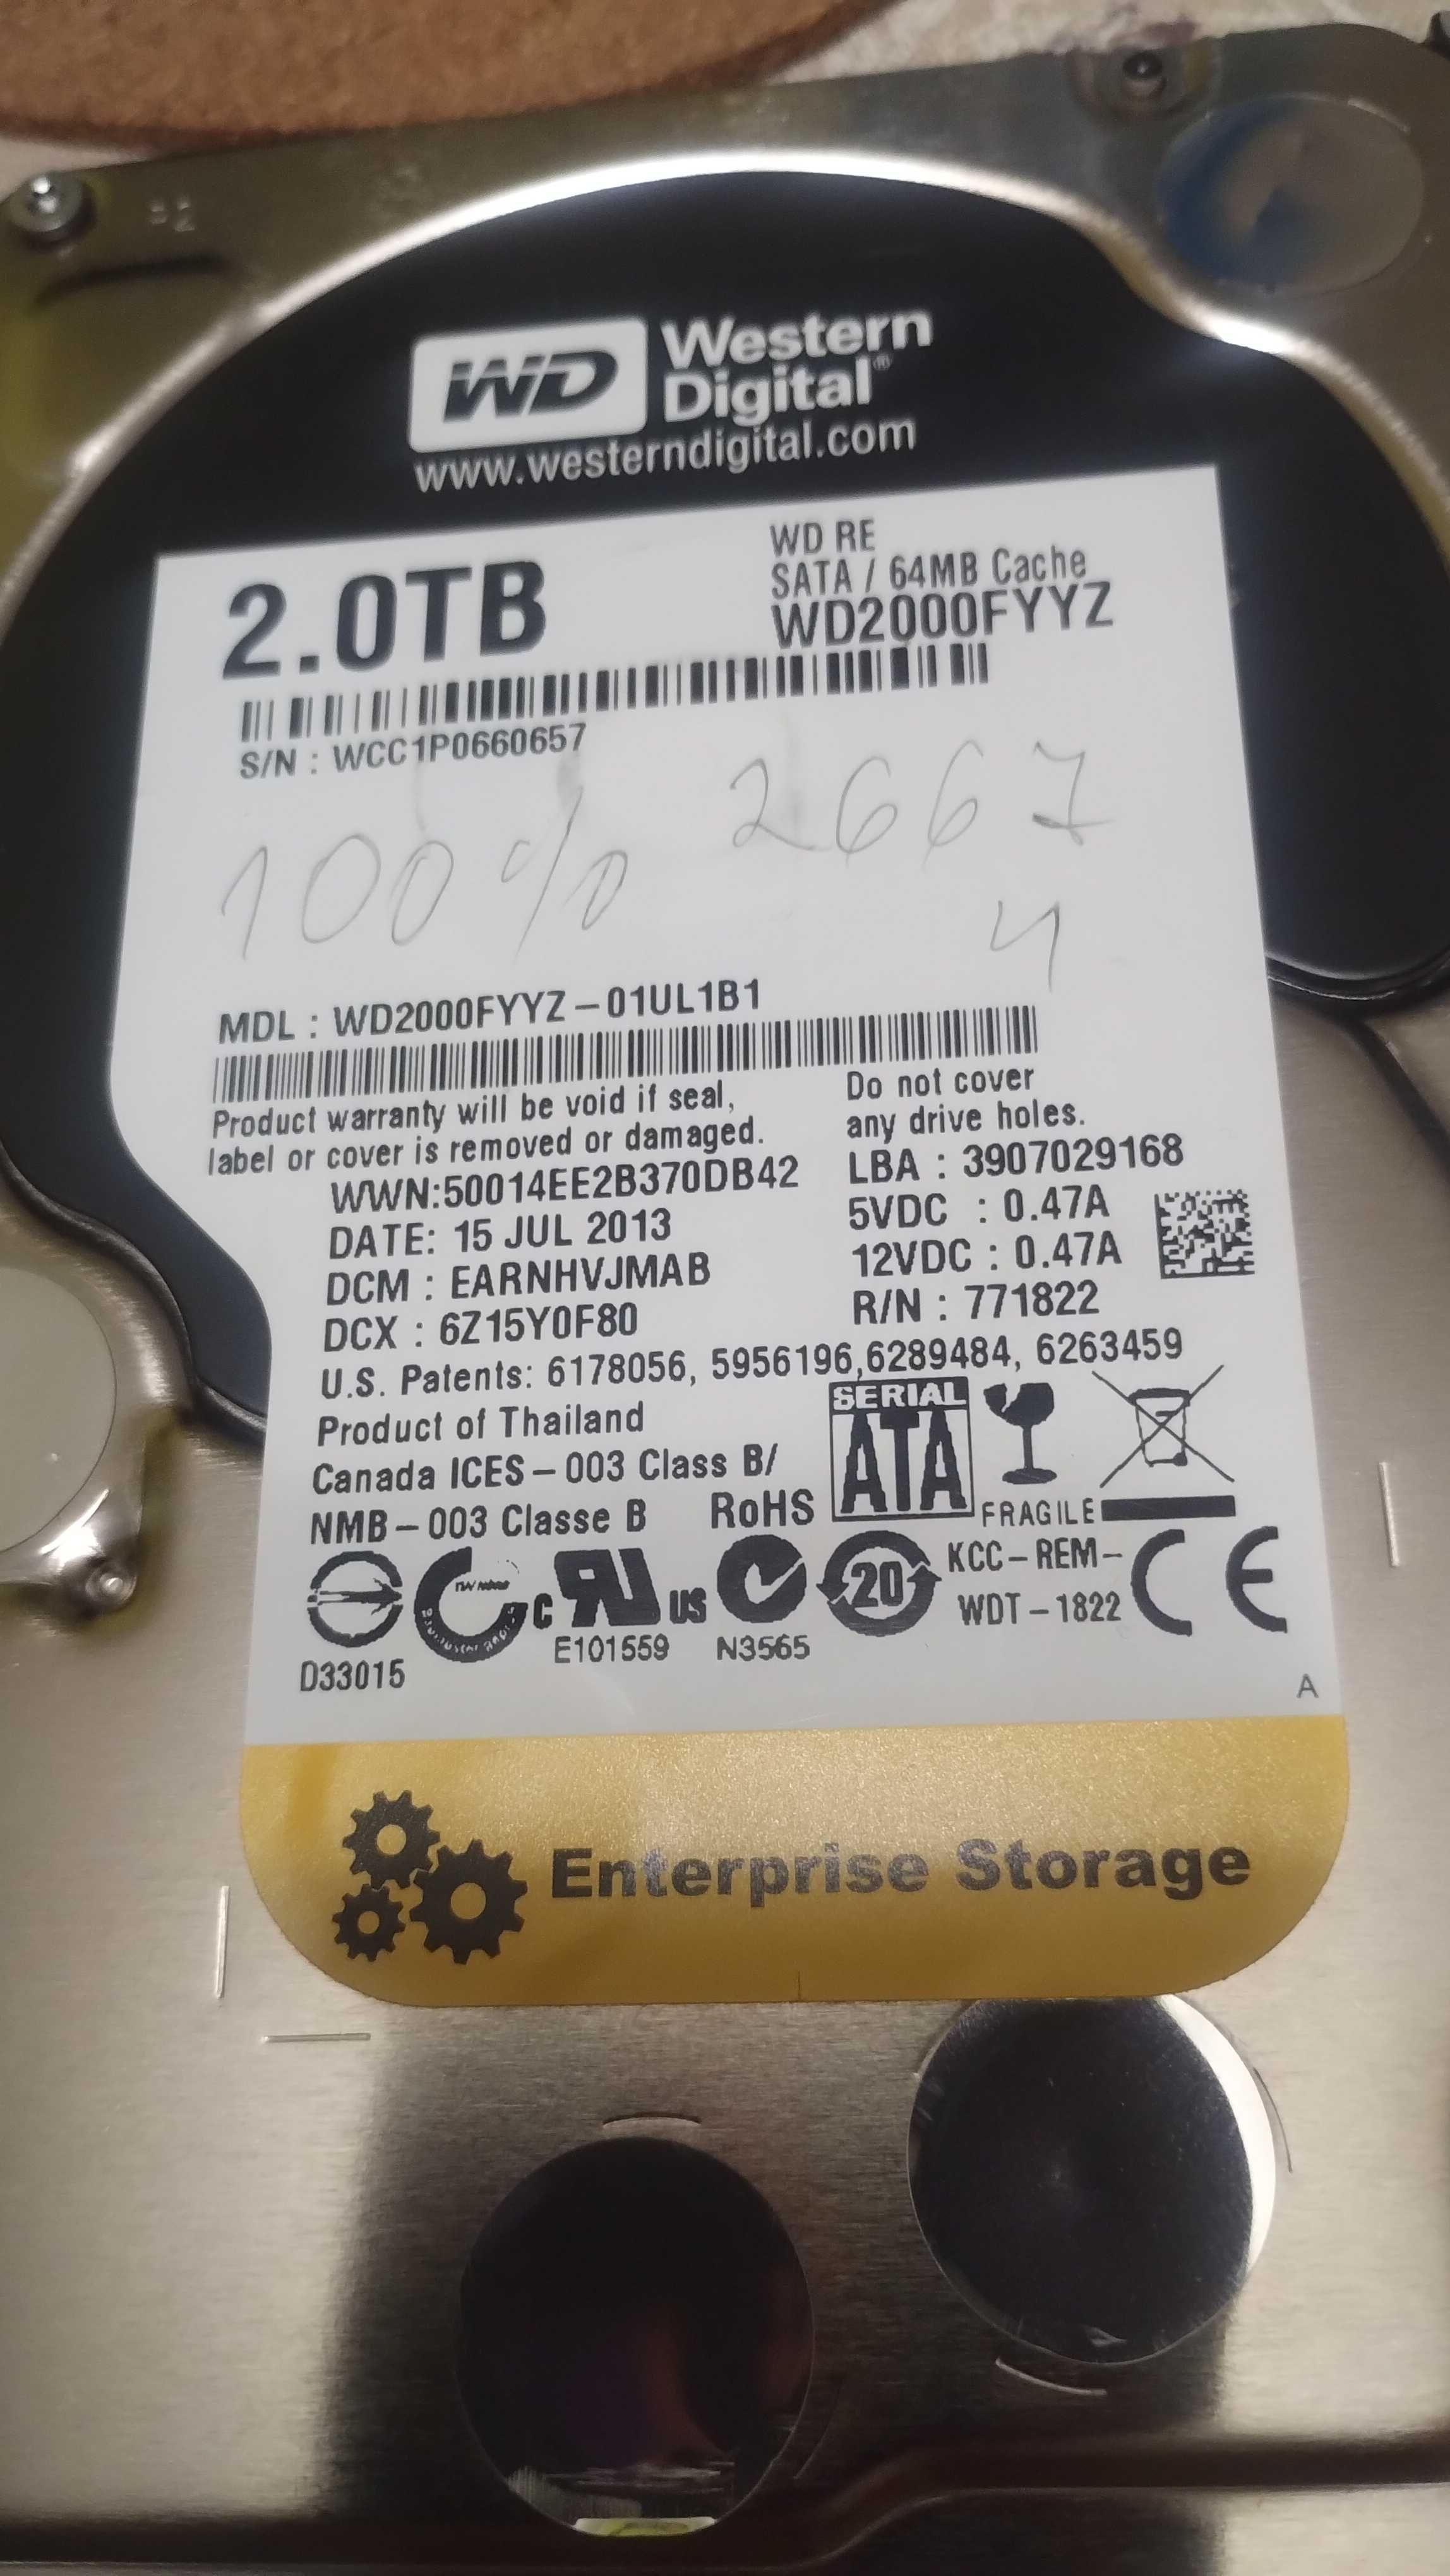 WD Western
Digital®
www.westerndigital.com
2.0TB
WD RE
SATA / 64MB Cache
WD2000FYYZ
S/N : WCC1P0660657
100% 2667
4
MDL : WD2000FYYZ – 01UL1B1
Product warranty will be void if seal,
label or cover is removed or damaged.
Do not cover
any drive holes.
WWN:50014EE2B370DB42
DATE: 15 JUL 2013
DCM : EARNHVJMAB
DCX : 6Z15Y0F80
LBA : 3907029168
5VDC : 0.47A
12VDC : 0.47A
R/N : 771822
U.S. Patents: 6178056, 5956196,6289484, 6263459
Product of Thailand
Canada ICES – 003 Class B/
NMB – 003 Classe B RoHS
SERIAL
ATA
FRAGILE
C US
20
KCC – REM –
WDT – 1822
CE
E101559 N3565
D33015
A
Enterprise Storage